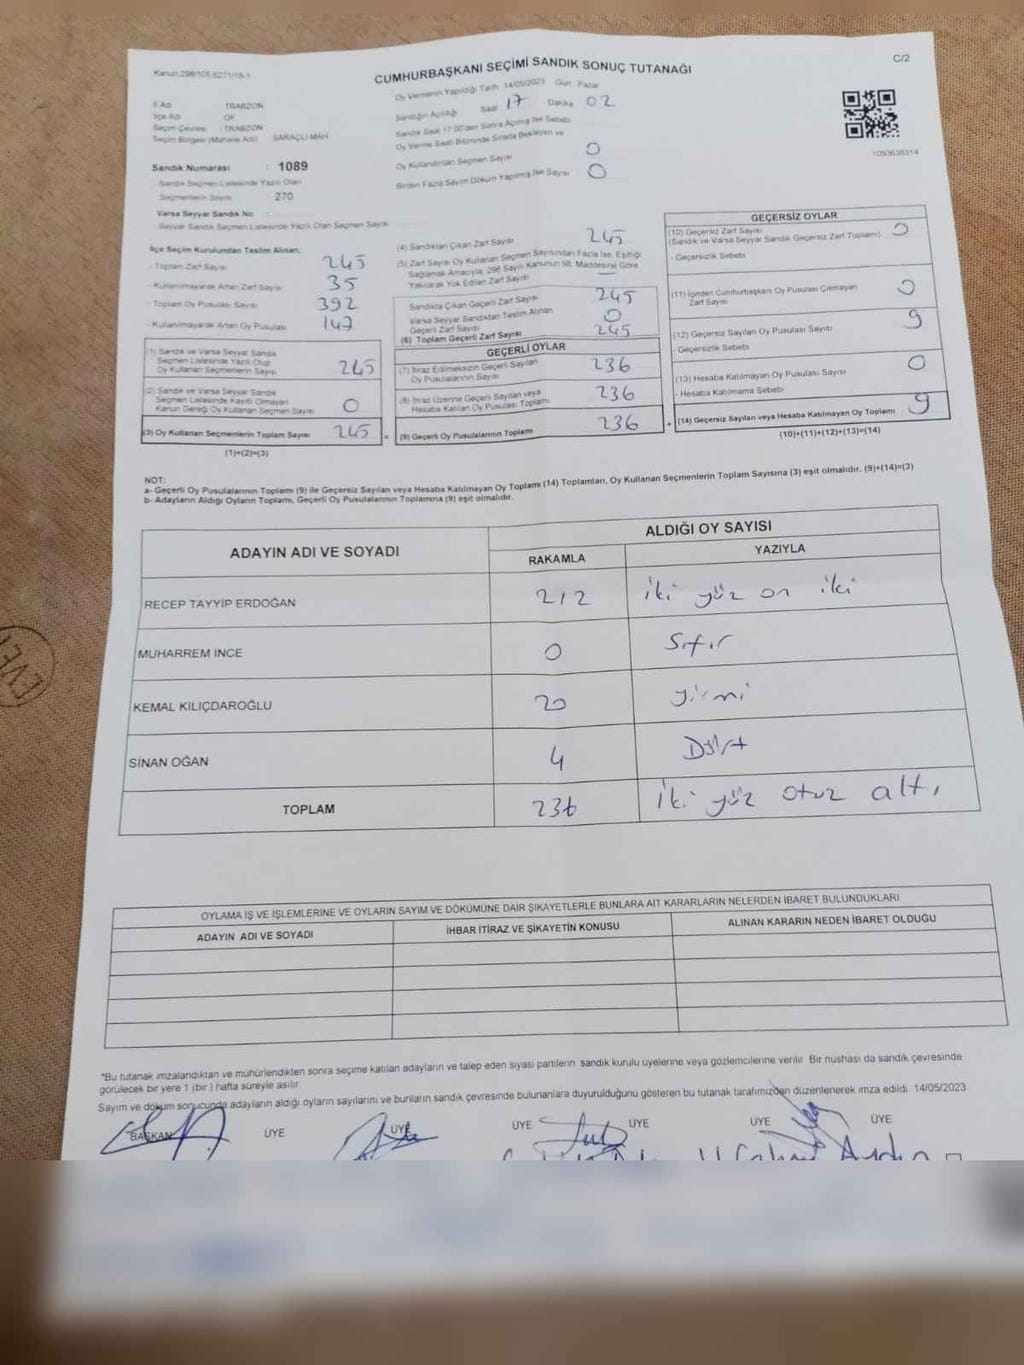 Kanun 298/105 6271/19-1
C/2
CUMHURBAŞKANI SEÇİMİ SANDIK SONUÇ TUTANAĞI
Oy Vermenin Yapıldığı Tarih 14/05/2023 Gün Pazar
İl Adı TRABZON
İlçe Adı OF
Seçim Çevresi : TRABZON
Seçim Bölgesi (Mahalle Adı) SARAÇLI MAH.
Sandığın Açıldığı Saat 17 Dakika 02
Sandık Saat 17.00'den Sonra Açılmış İse Sebebi
Oy Verme Saati Bitiminde Sırada Bekleyen ve
Oy Kullandırılan Seçmen Sayısı 0
Birden Fazla Sayım Döküm Yapılmış İse Sayısı 0
1093638314
Sandık Numarası : 1089
Sandık Seçmen Listesinde Yazılı Olan
Seçmenlerin Sayısı : 270
Varsa Seyyar Sandık No
Seyyar Sandık Seçmen Listesinde Yazılı Olan Seçmen Sayısı
İlçe Seçim Kurulundan Teslim Alınan;
- Toplam Zarf Sayısı 245
- Kullanılmayarak Artan Zarf Sayısı 35
- Toplam Oy Pusulası Sayısı 392
- Kullanılmayarak Artan Oy Pusulası 147
(1) Sandık ve Varsa Seyyar Sandık
Seçmen Listesinde Yazılı Olup
Oy Kullanan Seçmenlerin Sayısı 245
(2) Sandık ve Varsa Seyyar Sandık
Seçmen Listesinde Kayıtlı Olmayan
Kanun Gereği Oy Kullanan Seçmen Sayısı 0
(3) Oy Kullanan Seçmenlerin Toplam Sayısı 245 =
(1)+(2)=(3)
(4) Sandıktan Çıkan Zarf Sayısı 245
(5) Zarf Sayısı Oy Kullanan Seçmen Sayısından Fazla İse, Eşitliği
Sağlamak Amacıyla, 298 Sayılı Kanunun 98. Maddesine Göre
Yakılarak Yok Edilen Zarf Sayısı —
Sandıkta Çıkan Geçerli Zarf Sayısı 245
Varsa Seyyar Sandıktan Teslim Alınan
Geçerli Zarf Sayısı 0
(6) Toplam Geçerli Zarf Sayısı 245
GEÇERLİ OYLAR
(7) İtiraz Edilmeksizin Geçerli Sayılan
Oy Pusulalarının Sayısı 236
(8) İtiraz Üzerine Geçerli Sayılan veya
Hesaba Katılan Oy Pusulası Toplamı 236
(9) Geçerli Oy Pusulalarının Toplamı 236 +
GEÇERSİZ OYLAR
(10) Geçersiz Zarf Sayısı
(Sandık ve Varsa Seyyar Sandık Geçersiz Zarf Toplamı) 0
- Geçersizlik Sebebi
(11) İçinden Cumhurbaşkanı Oy Pusulası Çıkmayan
Zarf Sayısı 0
(12) Geçersiz Sayılan Oy Pusulası Sayısı 9
- Geçersizlik Sebebi
(13) Hesaba Katılmayan Oy Pusulası Sayısı 0
- Hesaba Katılmama Sebebi
(14) Geçersiz Sayılan veya Hesaba Katılmayan Oy Toplamı 9
(10)+(11)+(12)+(13)=(14)
NOT:
a- Geçerli Oy Pusulalarının Toplamı (9) ile Geçersiz Sayılan veya Hesaba Katılmayan Oy Toplamı (14) Toplamları, Oy Kullanan Seçmenlerin Toplam Sayısına (3) eşit olmalıdır. (9)+(14)=(3)
b- Adayların Aldığı Oyların Toplamı, Geçerli Oy Pusulalarının Toplamına (9) eşit olmalıdır.
ADAYIN ADI VE SOYADI
ALDIĞI OY SAYISI
RAKAMLA YAZIYLA
RECEP TAYYİP ERDOĞAN 212 iki yüz on iki
MUHARREM İNCE 0 Sıfır
KEMAL KILIÇDAROĞLU 20 yirmi
SİNAN OĞAN 4 Dört
TOPLAM 236 iki yüz otuz altı
OYLAMA İŞ VE İŞLEMLERİNE VE OYLARIN SAYIM VE DÖKÜMÜNE DAİR ŞİKAYETLERLE BUNLARA AİT KARARLARIN NELERDEN İBARET BULUNDUKLARI
ADAYIN ADI VE SOYADI İHBAR İTİRAZ VE ŞİKAYETİN KONUSU ALINAN KARARIN NEDEN İBARET OLDUĞU
*Bu tutanak imzalandıktan ve mühürlendikten sonra seçime katılan adayların ve talep eden siyasi partilerin sandık kurulu üyelerine veya gözlemcilerine verilir. Bir nüshası da sandık çevresinde
görülecek bir yere 1 (bir) hafta süreyle asılır.
Sayım ve döküm sonucunda adayların aldığı oyların sayılarını ve bunların sandık çevresinde bulunanlara duyurulduğunu gösteren bu tutanak tarafımızdan düzenlenerek imza edildi. 14/05/2023
BAŞKAN ÜYE ÜYE ÜYE ÜYE ÜYE ÜYE